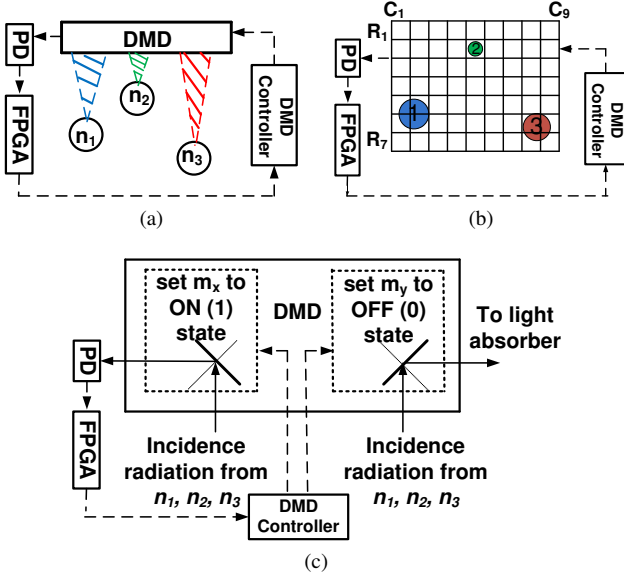 DMD
PD
FPGA
n1
n2
n3
DMD
Controller
(a)
C1
C9
R1
R7
PD
FPGA
1
2
3
DMD
Controller
(b)
set mx to
ON (1)
state
DMD
set my to
OFF (0)
state
To light
absorber
PD
FPGA
Incidence
radiation from
n1, n2, n3
Incidence
radiation from
n1, n2, n3
DMD
Controller
(c)